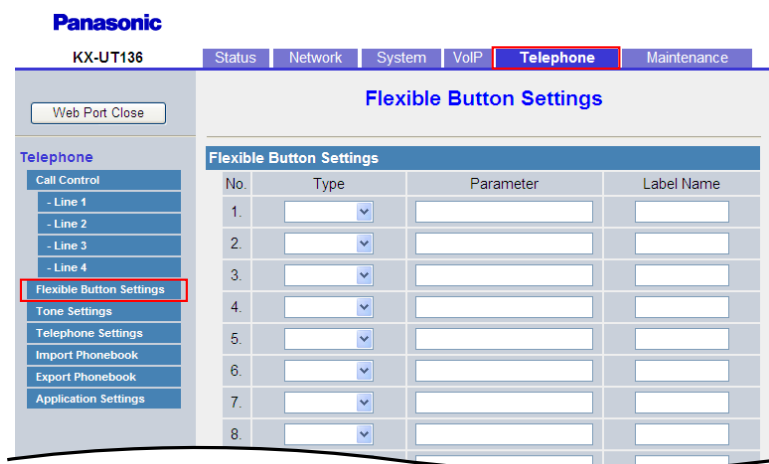 Panasonic
KX-UT136 Status Network System VoIP Telephone Maintenance
Web Port Close
Flexible Button Settings
Telephone
Call Control
- Line 1
- Line 2
- Line 3
- Line 4
Flexible Button Settings
Tone Settings
Telephone Settings
Import Phonebook
Export Phonebook
Application Settings
Flexible Button Settings
No. Type Parameter Label Name
1.
2.
3.
4.
5.
6.
7.
8.